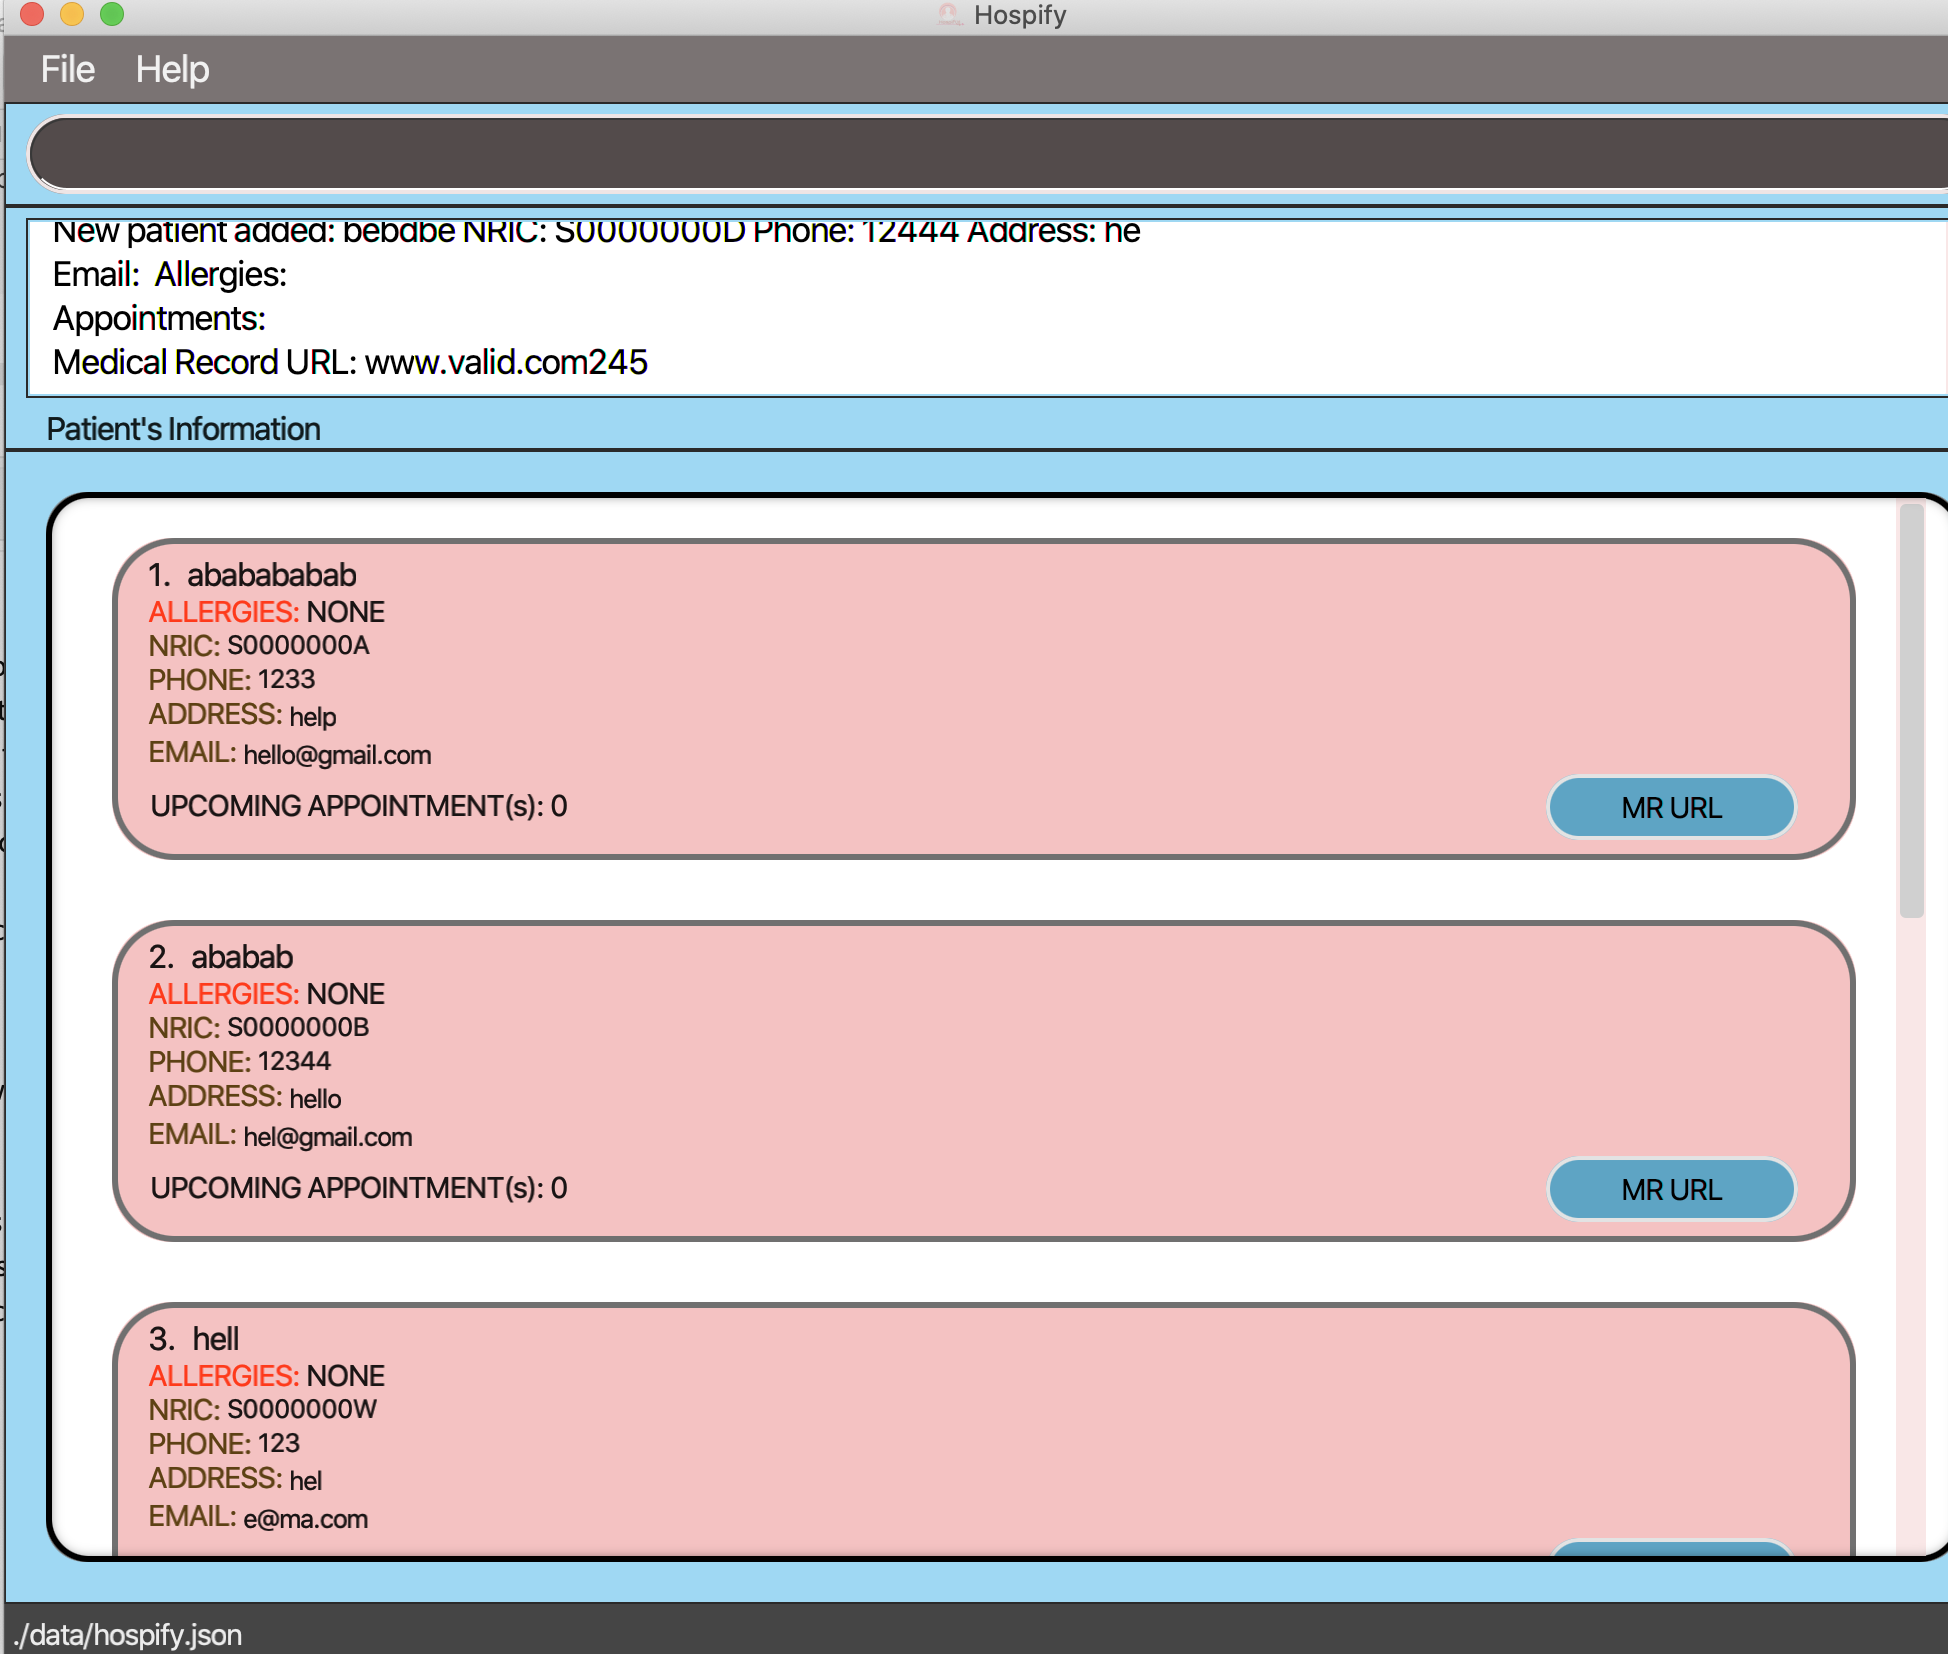 Hospify
File Help
New patient added: bebdbe NRIC: S0000000D Phone: 12444 Address: he
Email: Allergies:
Appointments:
Medical Record URL: www.valid.com245
Patient's Information
1. ababababab
ALLERGIES: NONE
NRIC: S0000000A
PHONE: 1233
ADDRESS: help
EMAIL: hello@gmail.com
UPCOMING APPOINTMENT(s): 0
MR URL
2. ababab
ALLERGIES: NONE
NRIC: S0000000B
PHONE: 12344
ADDRESS: hello
EMAIL: hel@gmail.com
UPCOMING APPOINTMENT(s): 0
MR URL
3. hell
ALLERGIES: NONE
NRIC: S0000000W
PHONE: 123
ADDRESS: hel
EMAIL: e@ma.com
./data/hospify.json